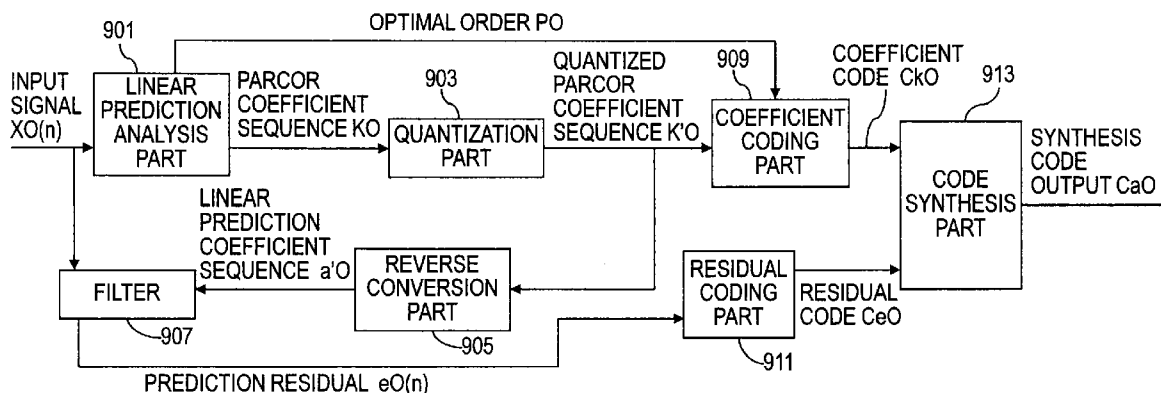 OPTIMAL ORDER PO
901
INPUT
SIGNAL
XO(n)
LINEAR
PREDICTION
ANALYSIS
PART
PARCOR
COEFFICIENT
SEQUENCE KO
903
QUANTIZATION
PART
QUANTIZED
PARCOR
COEFFICIENT
SEQUENCE K'O
909
COEFFICIENT
CODING
PART
COEFFICIENT
CODE CkO
913
CODE
SYNTHESIS
PART
SYNTHESIS
CODE
OUTPUT CaO
LINEAR
PREDICTION
COEFFICIENT
SEQUENCE a'O
FILTER
907
REVERSE
CONVERSION
PART
905
RESIDUAL
CODING
PART
911
RESIDUAL
CODE CeO
PREDICTION RESIDUAL eO(n)